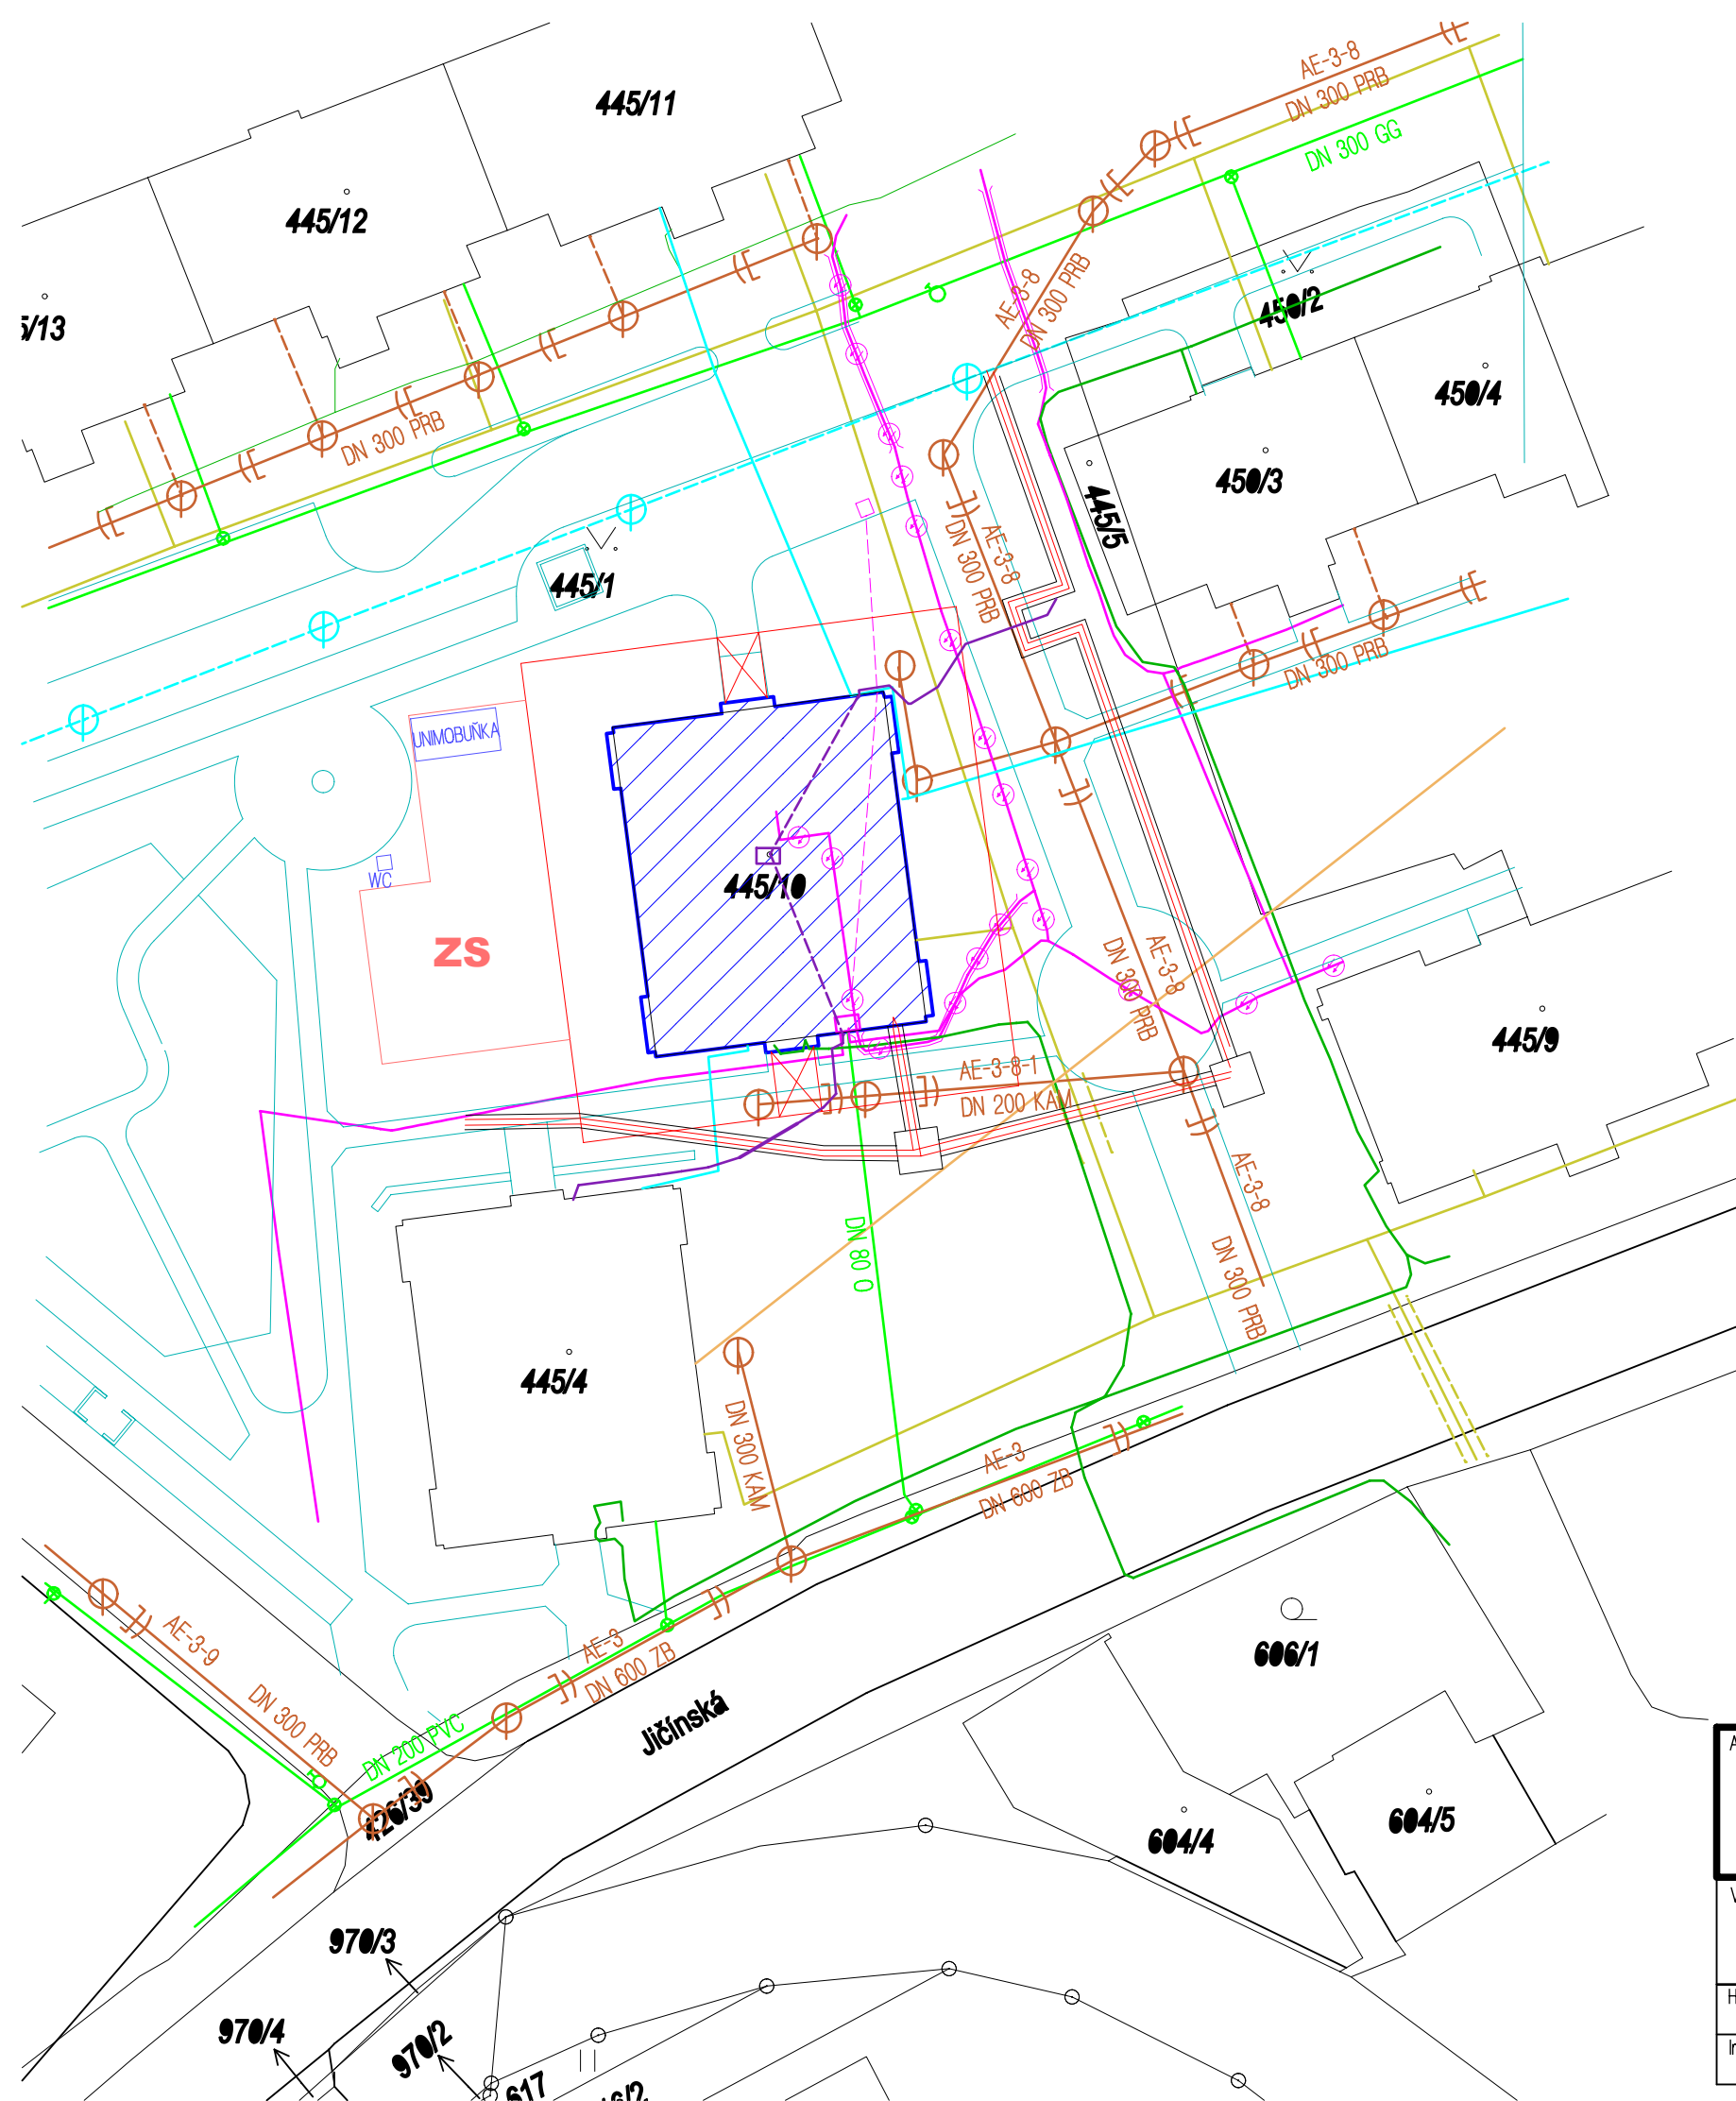 AE-3-8
DN 300 PRB
445/11
DN 300 GG
445/12
AE-3-8
DN 300 PRB
450/2
/13
450/4
DN 300 PRB
450/3
445/5
AE-3-8
DN 300 PRB
445/1
DN 300 PRB
UNIMOBUŇKA
WC
445/10
ZS
AE-3-8
DN 300 PRB
445/9
AE-3-8-1
DN 200 KAM
AE-3-8
DN 300 PRB
DN 80 O
445/4
DN 300 KAM
AE-3
DN 600 ZB
AE-3-9
DN 300 PRB
AE-3
DN 600 ZB
606/1
Jičínská
DN 200 PVC
426/39
604/5
604/4
970/3
970/4
970/2
617
A
V
H